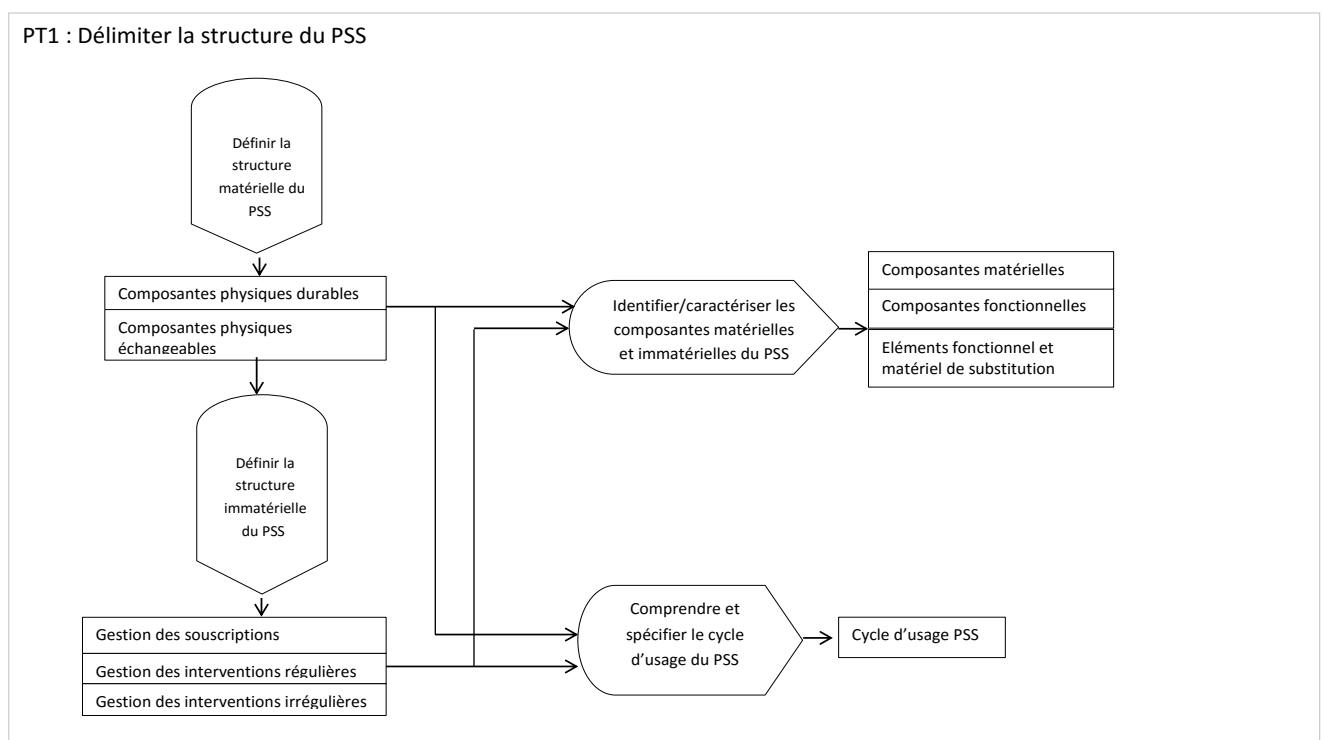 PT1 : Délimiter la structure du PSS
Définir la
structure
matérielle du
PSS
Composantes physiques durables
Composantes physiques
échangeables
Définir la
structure
immatérielle
du PSS
Gestion des souscriptions
Gestion des interventions régulières
Gestion des interventions irrégulières
Identifier/caractériser les
composantes matérielles
et immatérielles du PSS
Composantes matérielles
Composantes fonctionnelles
Eléments fonctionnel et
matériel de substitution
Comprendre et
spécifier le cycle
d’usage du PSS
Cycle d’usage PSS